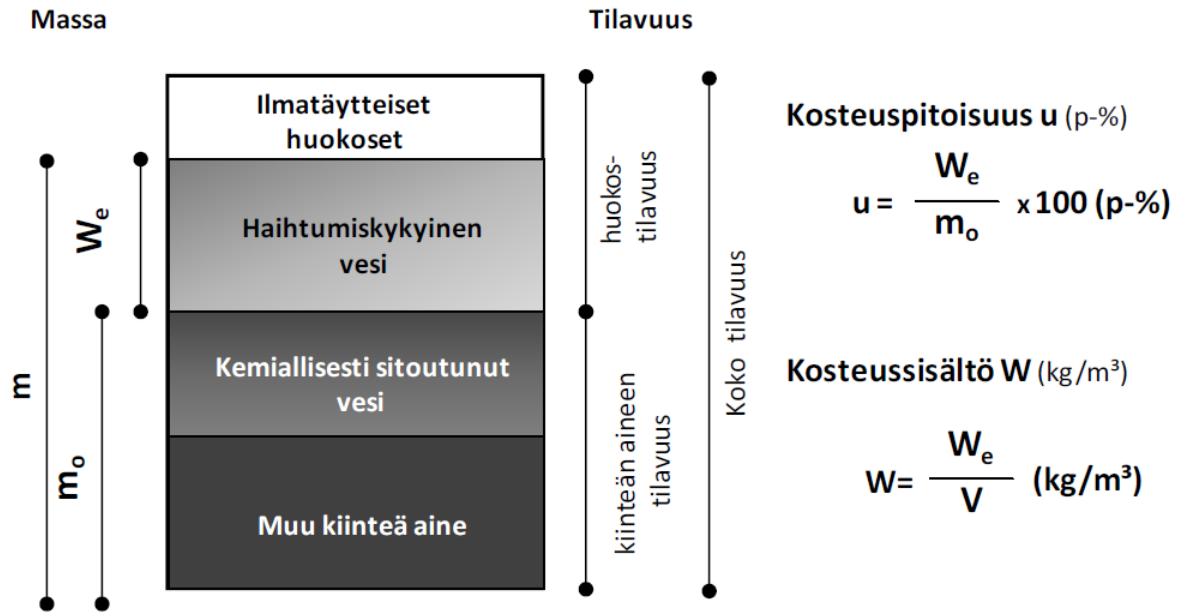 Massa
Tilavuus
Ilmatäytteiset
huokoset
Haihtumiskykyinen
vesi
Kemiallisesti sitoutunut
vesi
Muu kiinteä aine
m
Wₑ
mₒ
huokos-
tilavuus
kiinteän aineen
tilavuus
Koko tilavuus
Kosteuspitoisuus u (p-%)
u = Wₑ / mₒ x 100 (p-%)
Kosteussisältö W (kg/m³)
W= Wₑ / V (kg/m³)